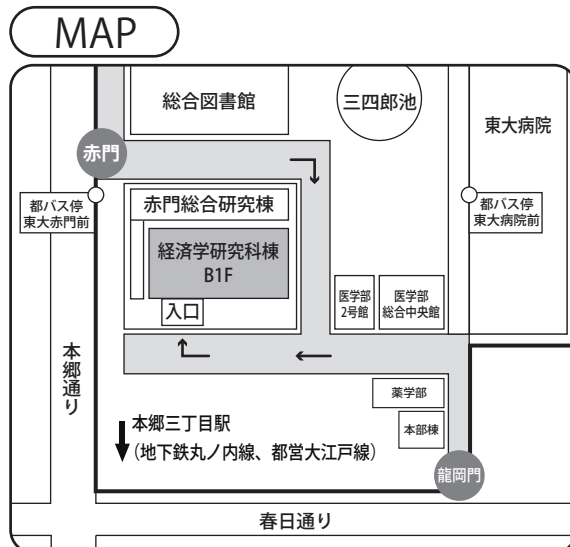 MAP
総合図書館
三四郎池
東大病院
赤門
都バス停
東大赤門前
赤門総合研究棟
都バス停
東大病院前
経済学研究科棟
B1F
入口
医学部
2号館
医学部
総合中央館
本郷通り
薬学部
本部棟
本郷三丁目駅
（地下鉄丸ノ内線、都営大江戸線）
龍岡門
春日通り